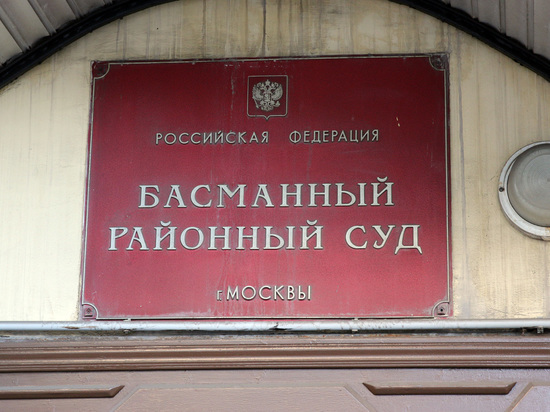 РОССИЙСКАЯ ФЕДЕРАЦИЯ
БАСМАННЫЙ
РАЙОННЫЙ СУД
г. МОСКВЫ